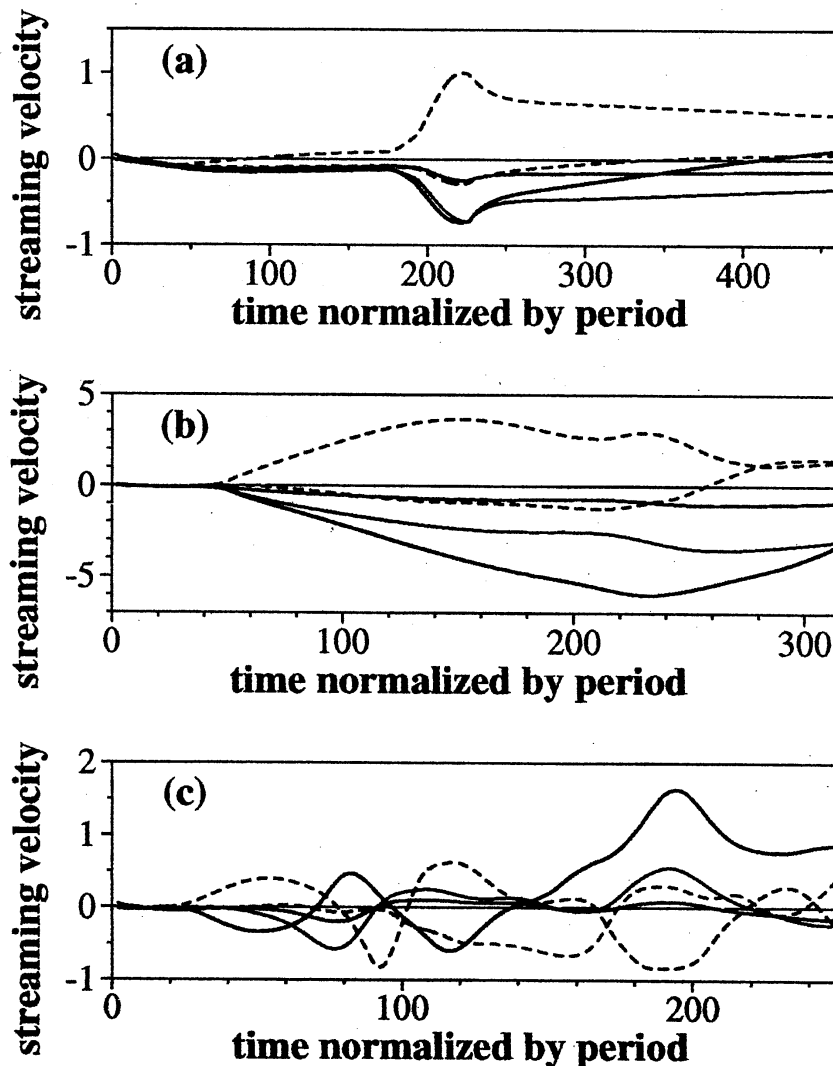 (a)
streaming velocity
1
0
-1
0
100
200
300
400
time normalized by period
(b)
streaming velocity
5
0
-5
0
100
200
300
time normalized by period
(c)
streaming velocity
2
1
0
-1
0
100
200
time normalized by period